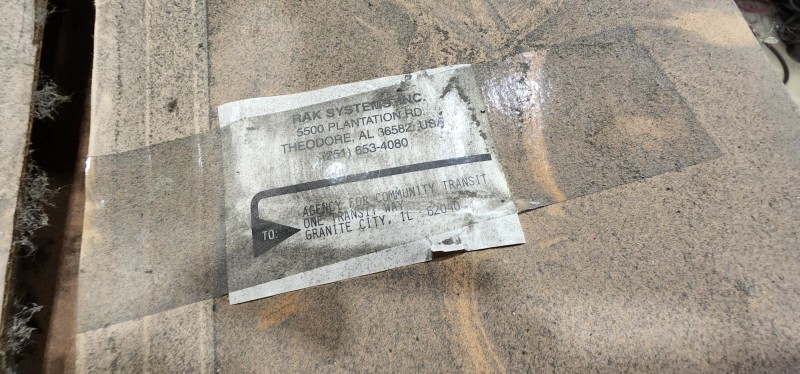 RAK SYSTEMS, INC.
5500 PLANTATION RD.
THEODORE, AL 36582, USA
(251) 653-4080
AGENCY FOR COMMUNITY TRANSIT
ONE TRANSIT WAY
TO: GRANITE CITY, IL 62040